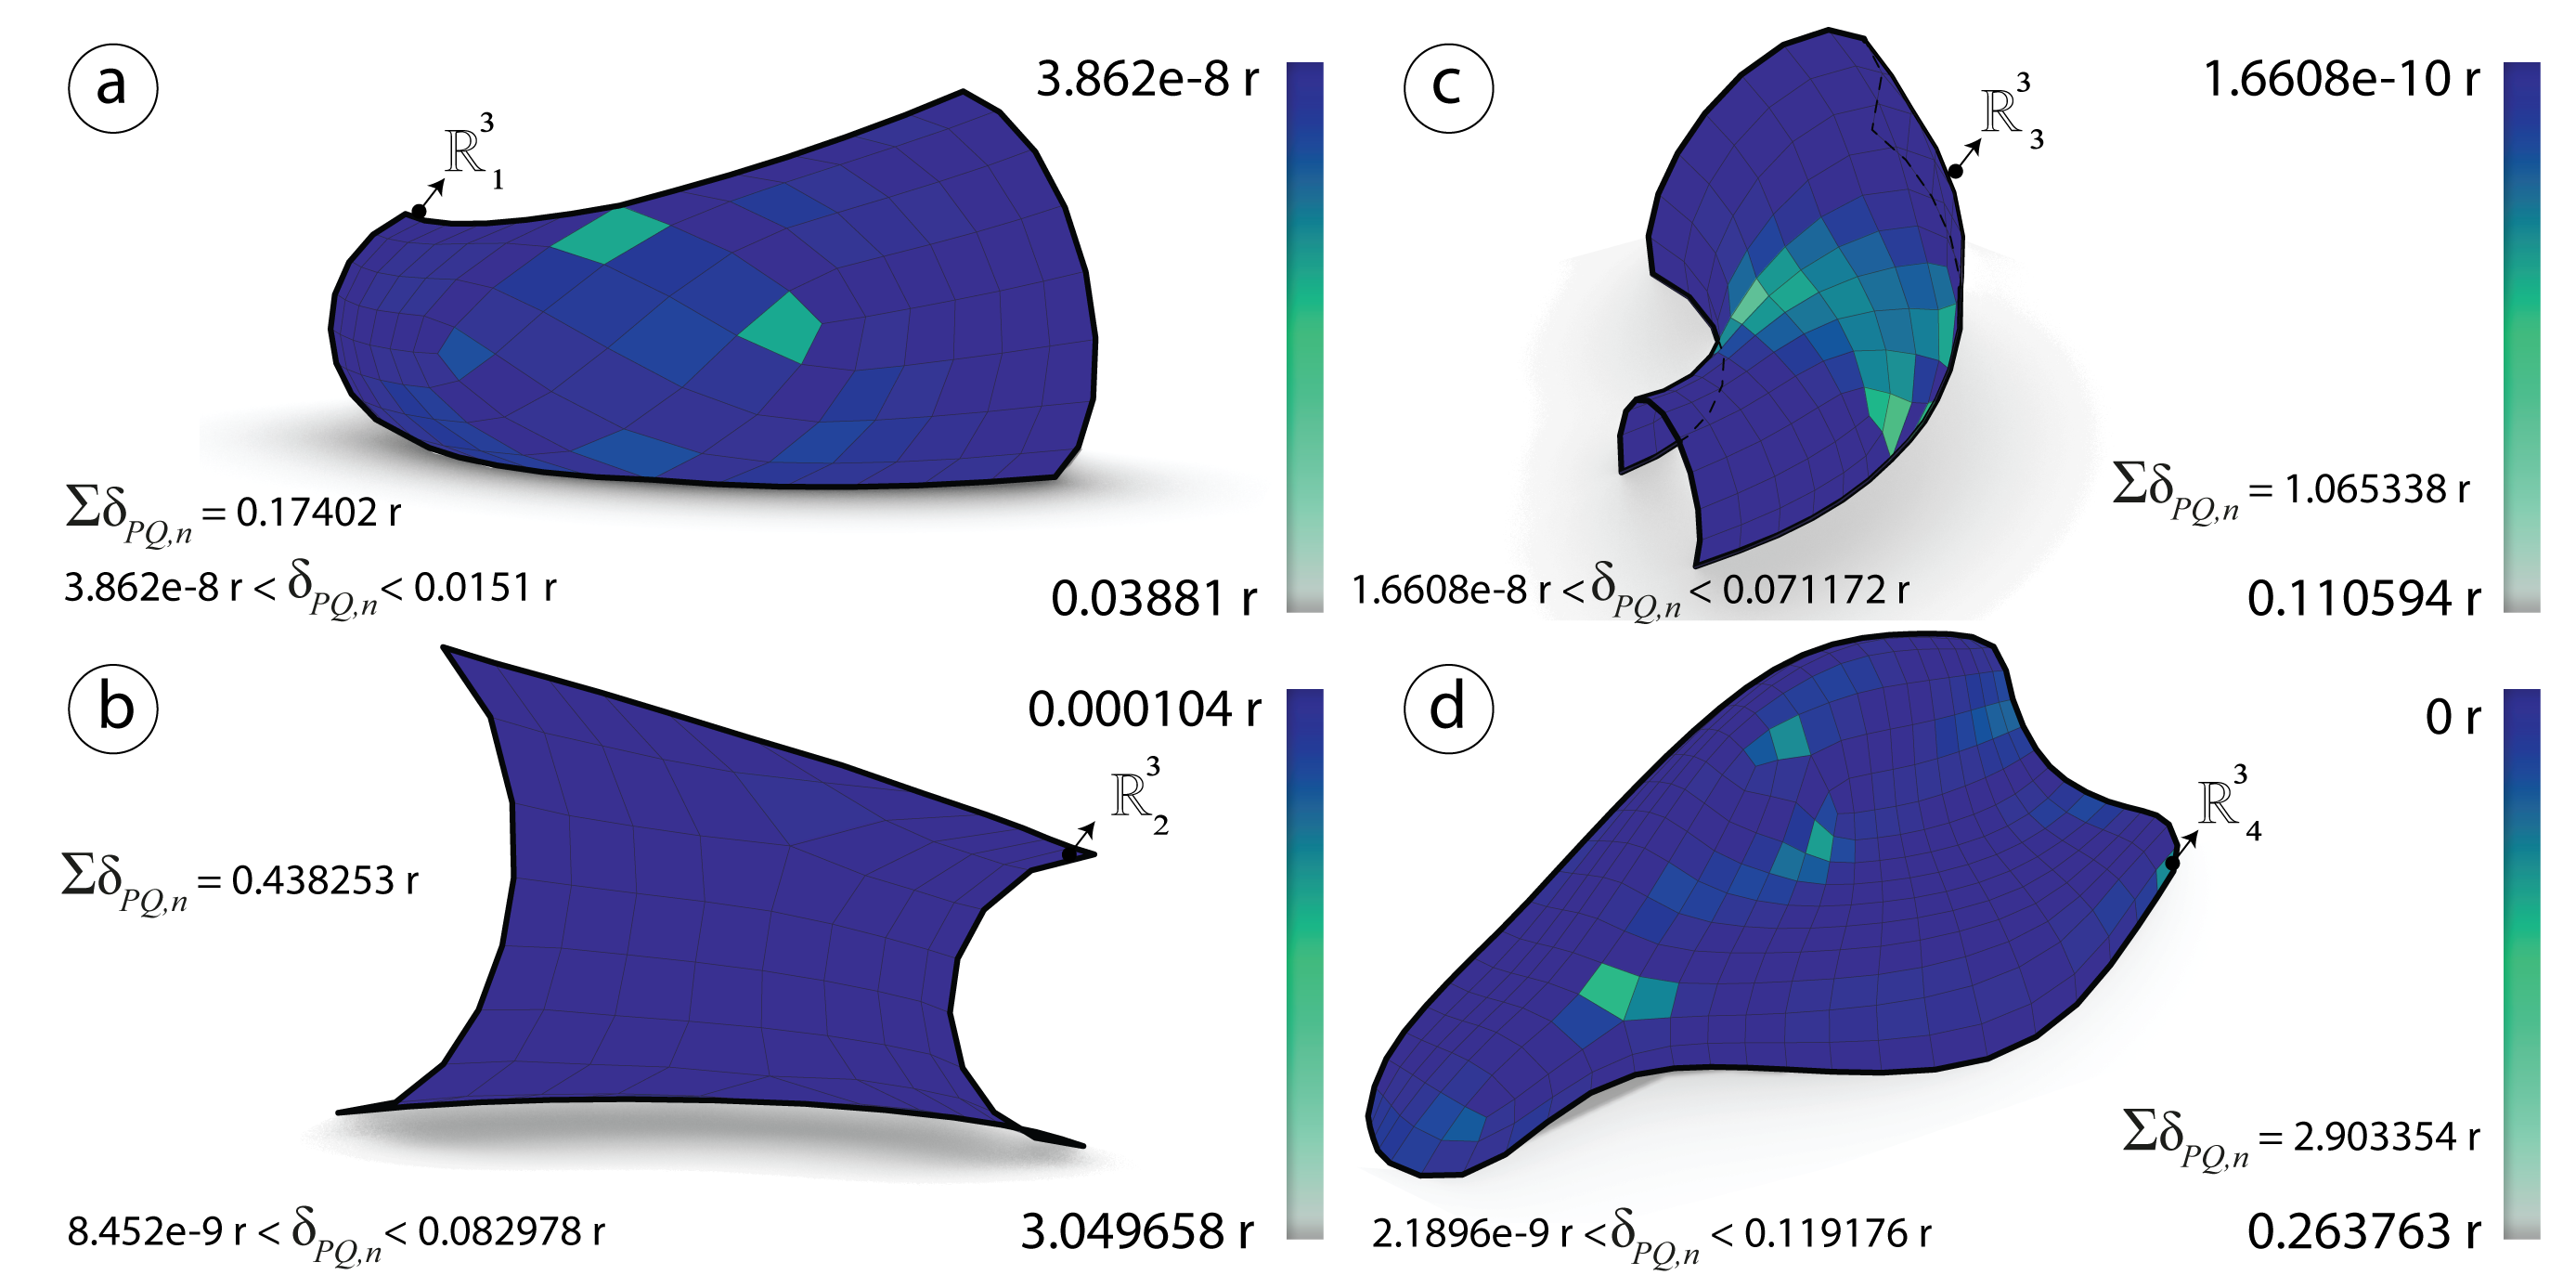 a
3.862e-8 r
ℝ³₁
Σδ_PQ,n = 0.17402 r
3.862e-8 r < δ_PQ,n < 0.0151 r
0.03881 r
c
1.6608e-10 r
ℝ³₃
Σδ_PQ,n = 1.065338 r
1.6608e-8 r < δ_PQ,n < 0.071172 r
0.110594 r
b
0.000104 r
ℝ³₂
Σδ_PQ,n = 0.438253 r
8.452e-9 r < δ_PQ,n < 0.082978 r
3.049658 r
d
0 r
ℝ³₄
Σδ_PQ,n = 2.903354 r
2.1896e-9 r < δ_PQ,n < 0.119176 r
0.263763 r